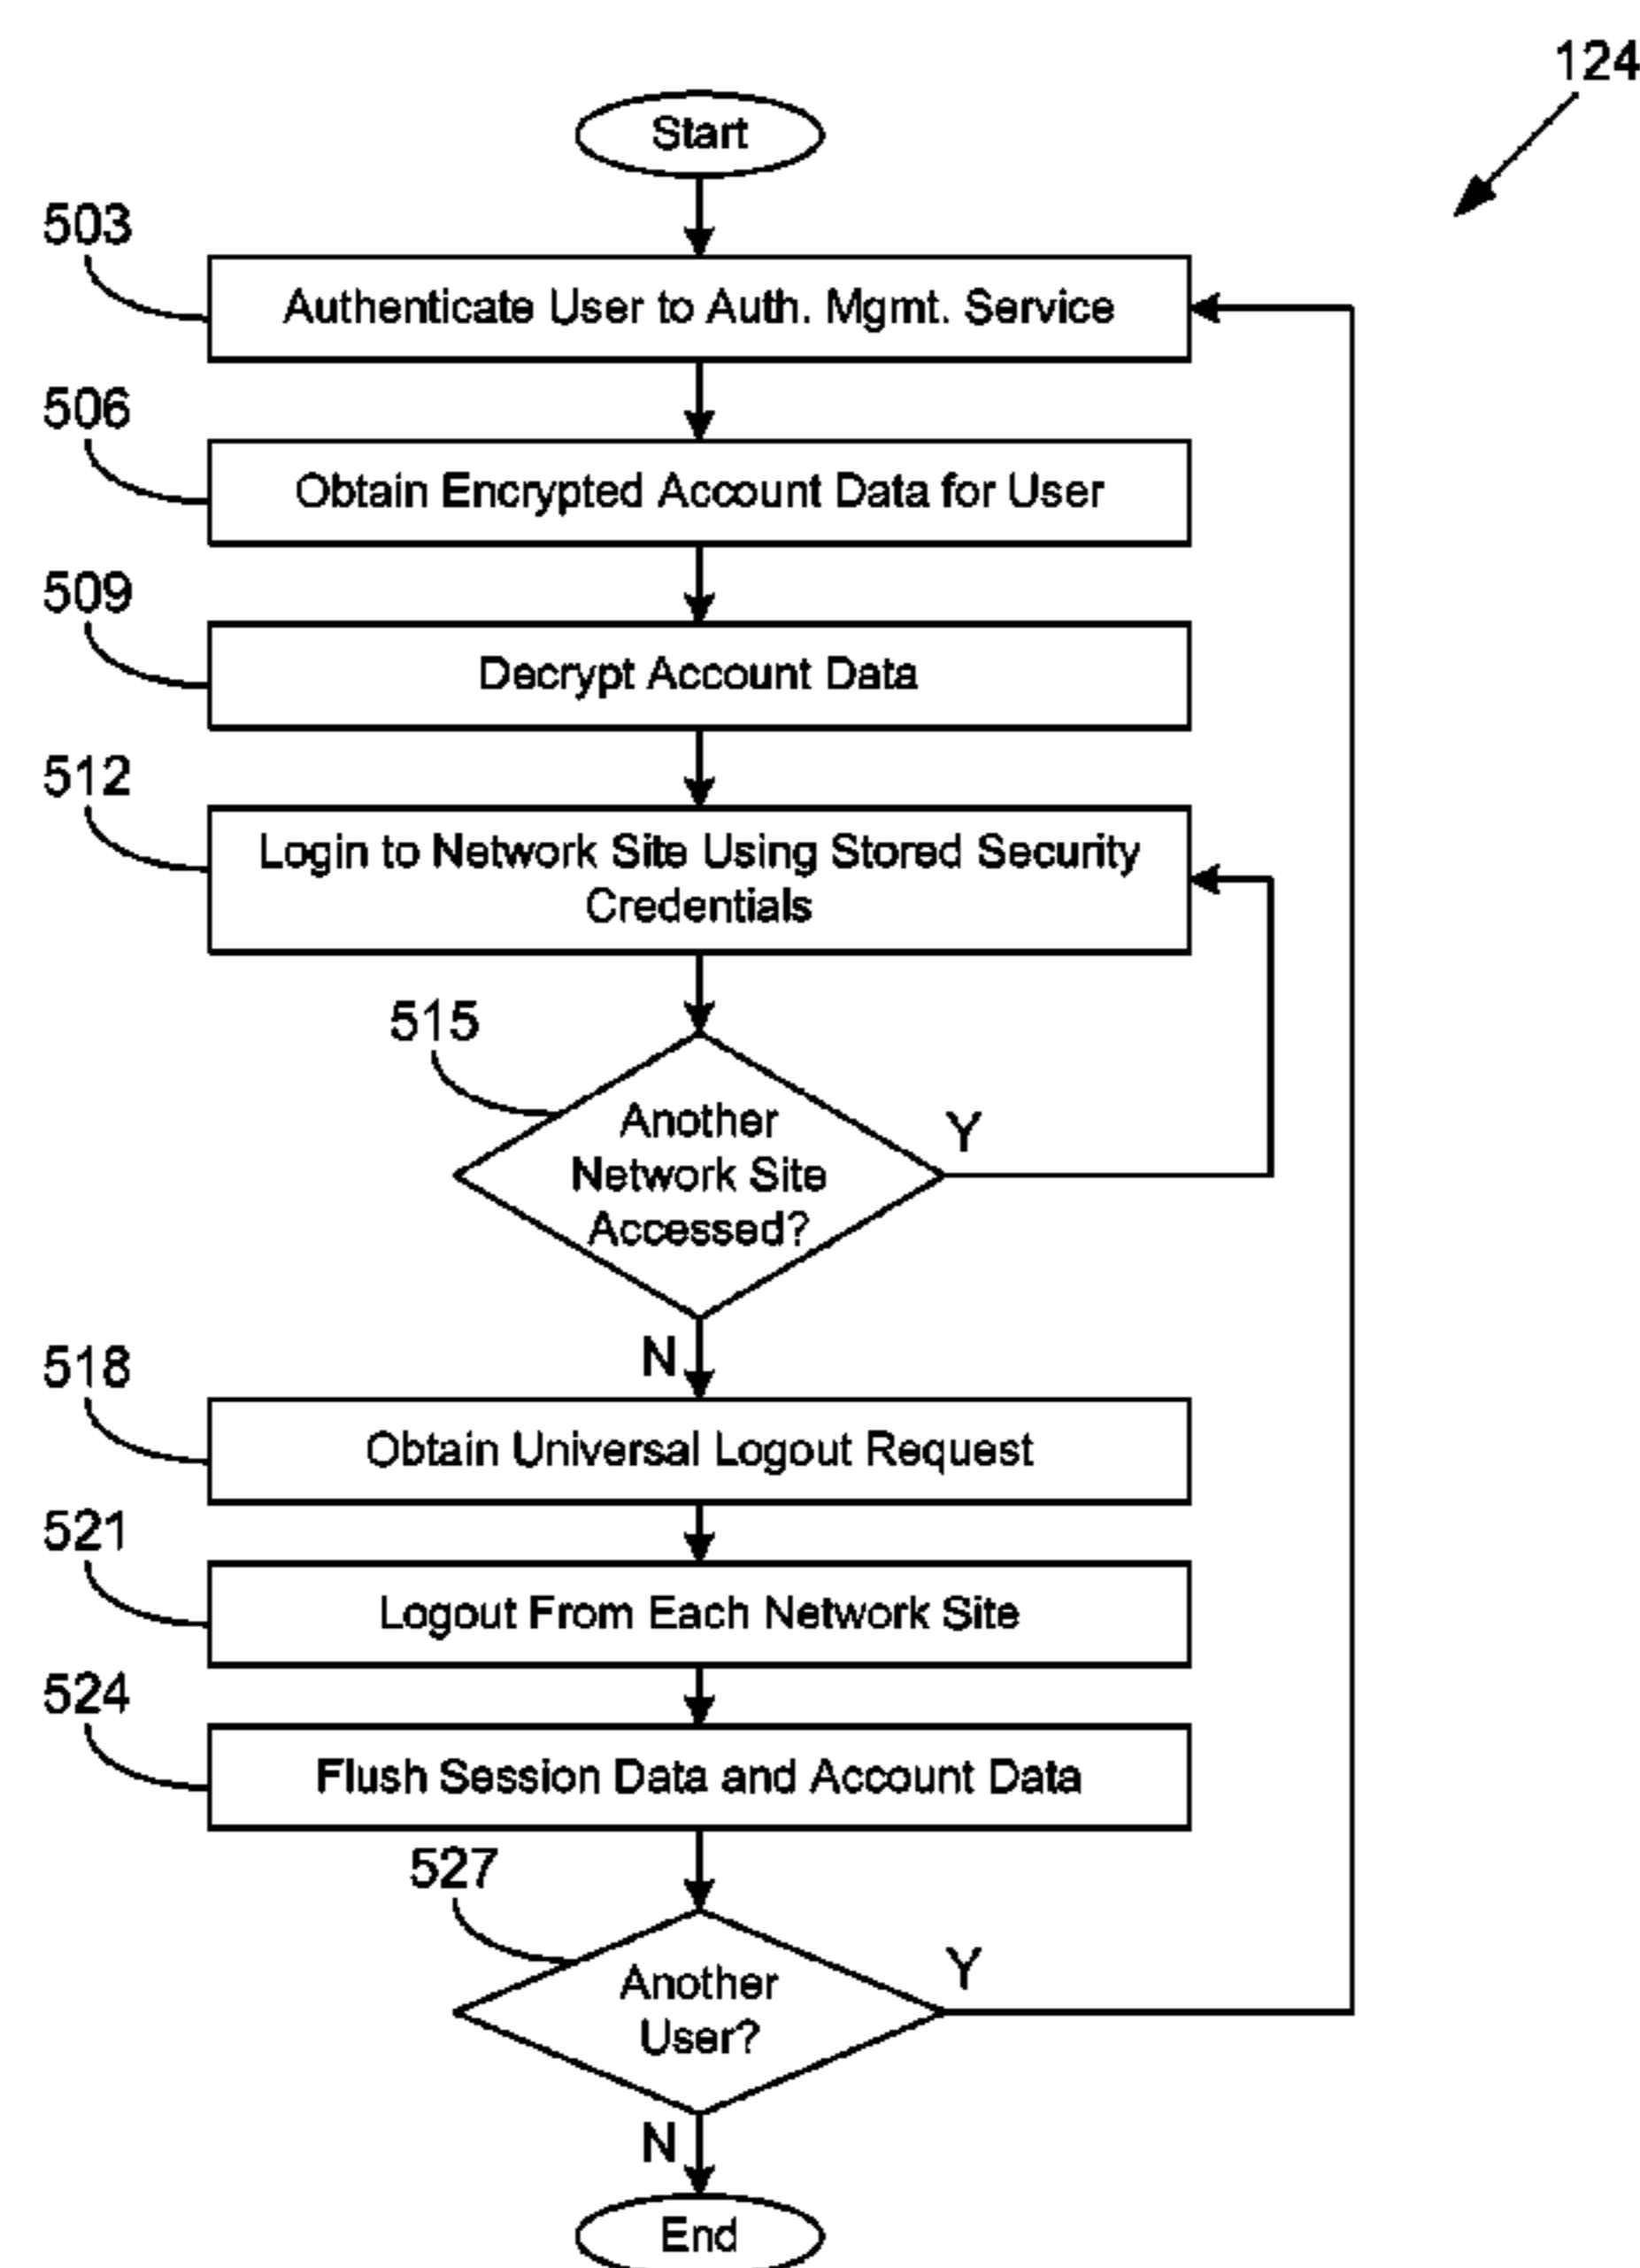 124
Start
503
Authenticate User to Auth. Mgmt. Service
506
Obtain Encrypted Account Data for User
509
Decrypt Account Data
512
Login to Network Site Using Stored Security
Credentials
515
Another
Network Site
Accessed?
Y
N
518
Obtain Universal Logout Request
521
Logout From Each Network Site
524
Flush Session Data and Account Data
527
Another
User?
Y
N
End